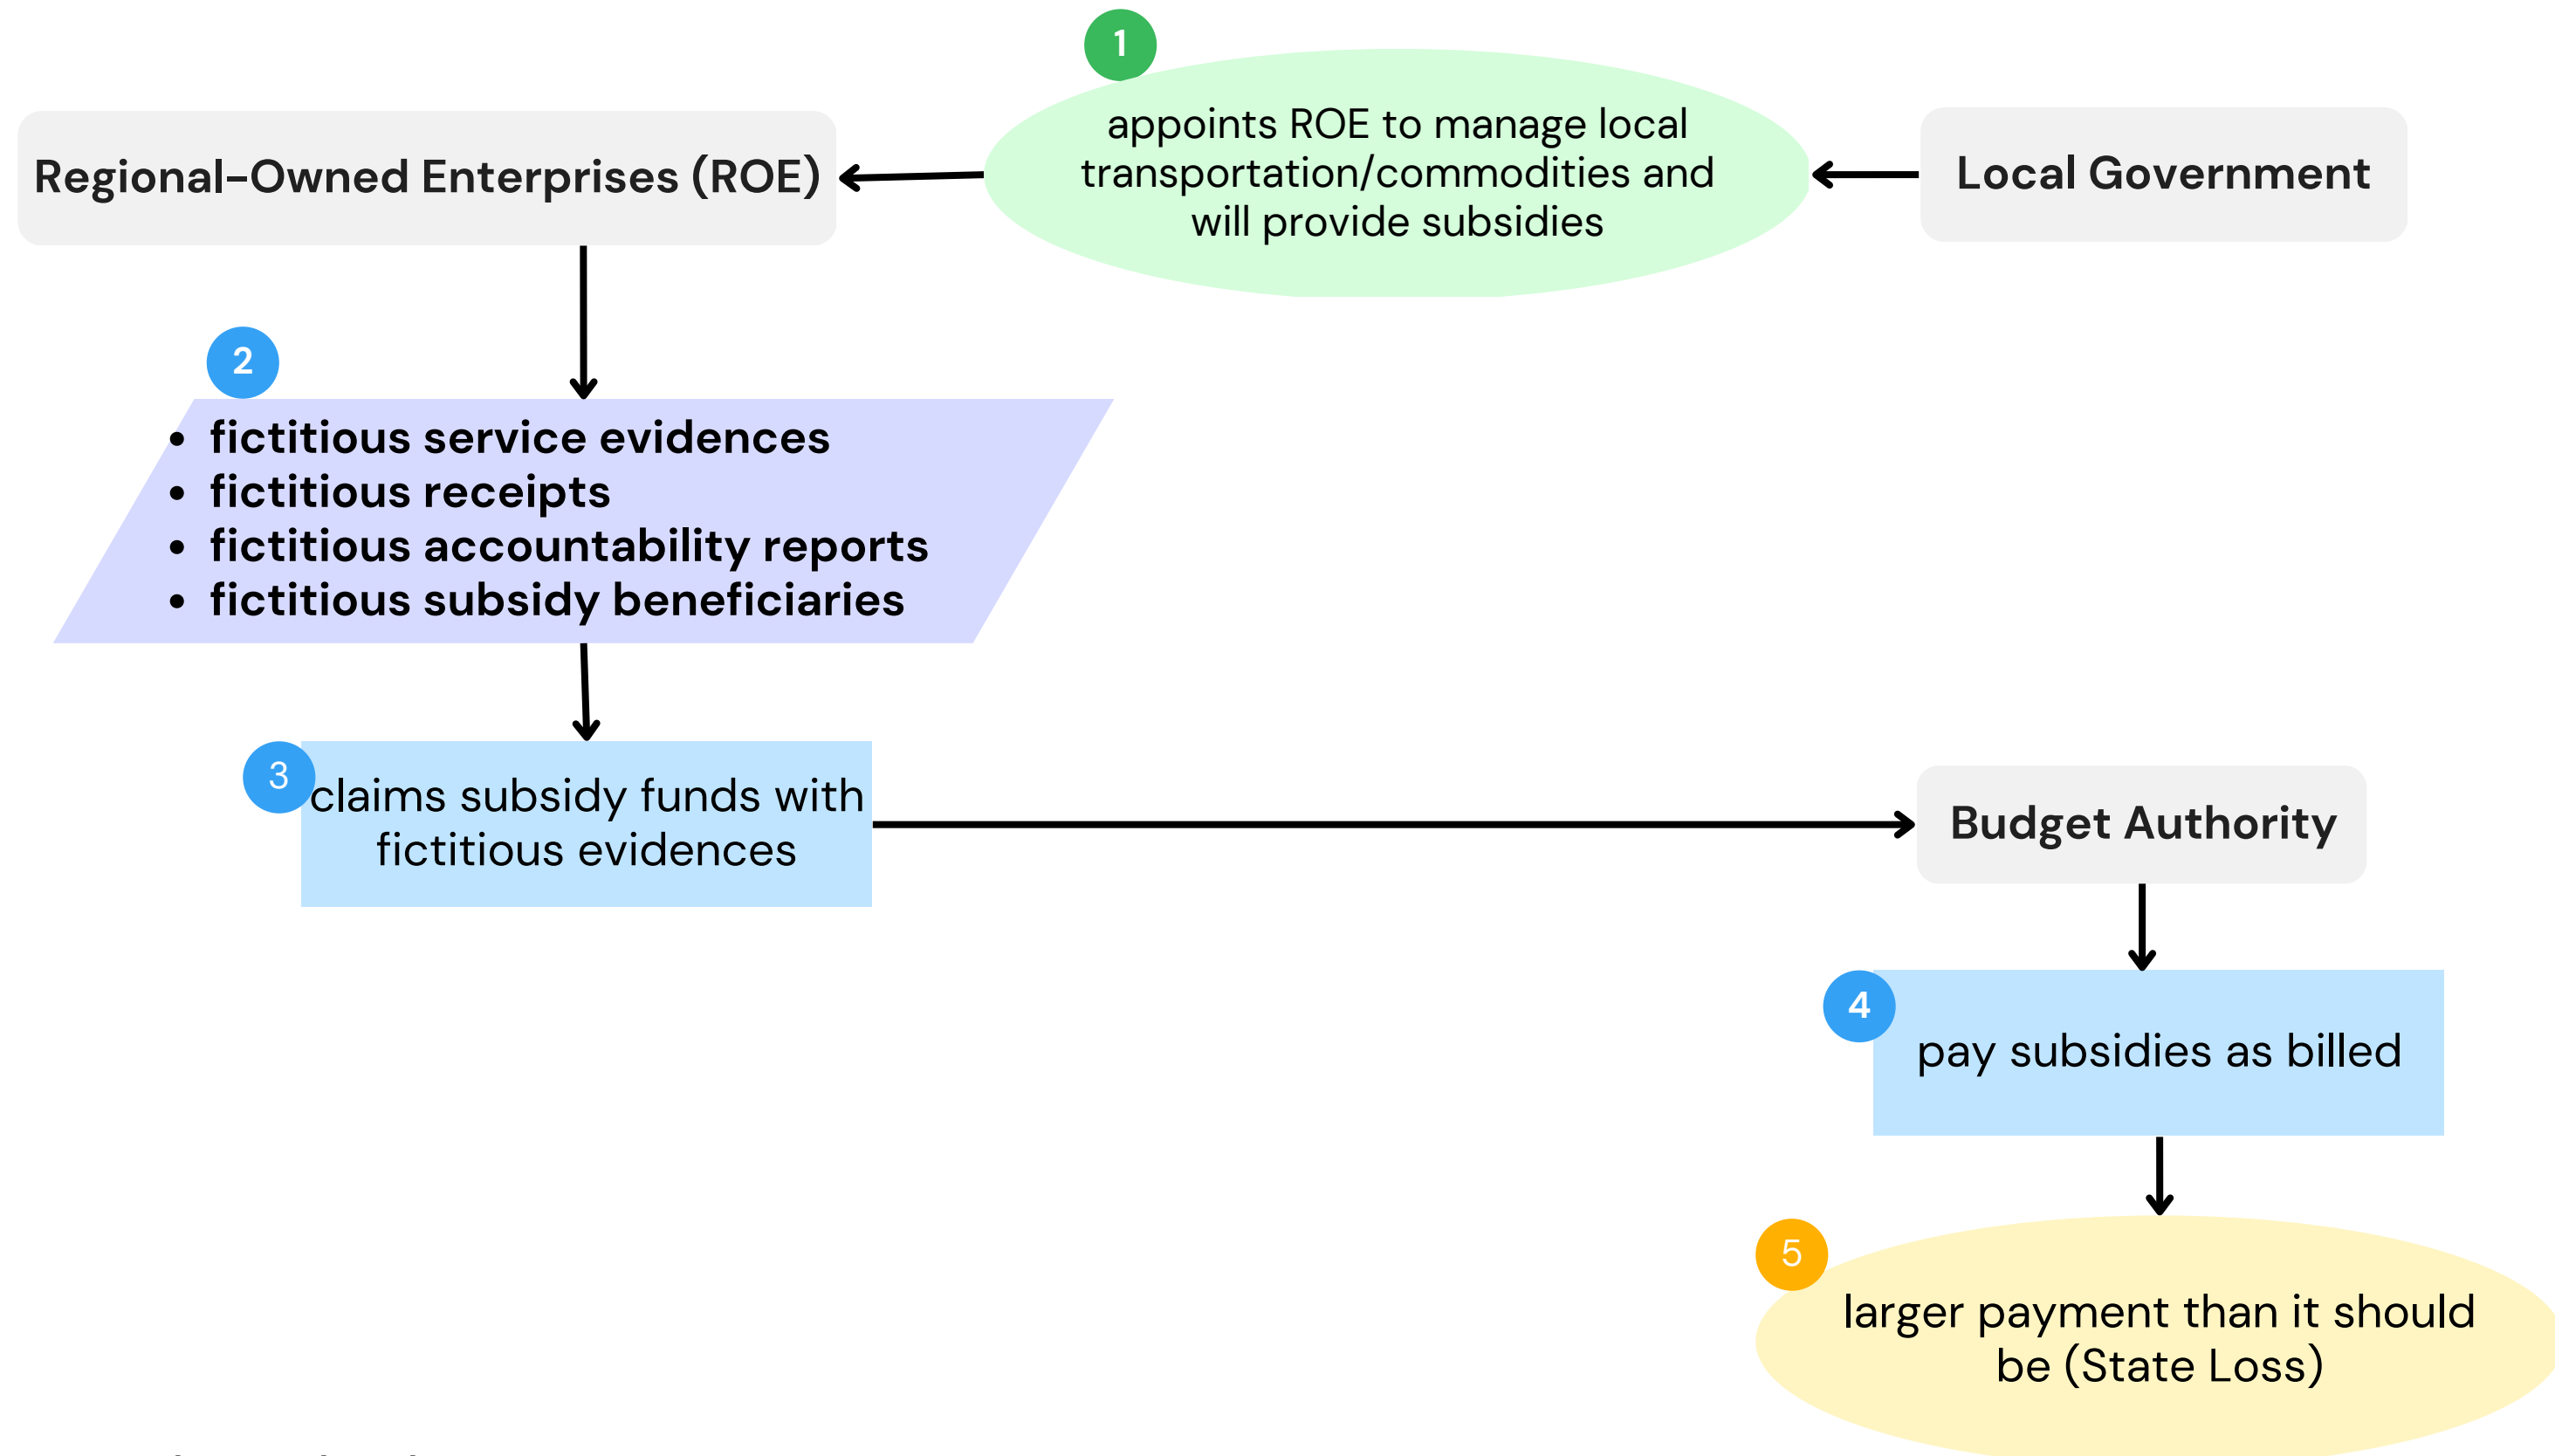 1
appoints ROE to manage local
transportation/commodities and
will provide subsidies
Regional-Owned Enterprises (ROE)
Local Government
2
• fictitious service evidences
• fictitious receipts
• fictitious accountability reports
• fictitious subsidy beneficiaries
3
claims subsidy funds with
fictitious evidences
Budget Authority
4
pay subsidies as billed
5
larger payment than it should
be (State Loss)